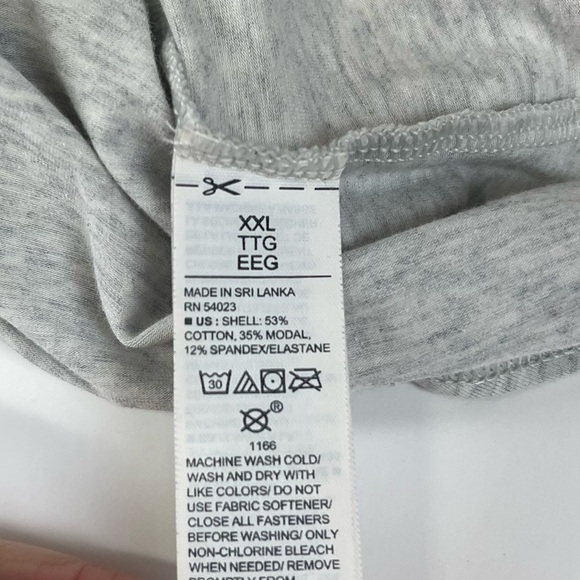 XXL
TTG
EEG
MADE IN SRI LANKA
RN 54023
■ US : SHELL: 53%
COTTON, 35% MODAL,
12% SPANDEX/ELASTANE
30
®
1166
MACHINE WASH COLD/
WASH AND DRY WITH
LIKE COLORS/ DO NOT
USE FABRIC SOFTENER/
CLOSE ALL FASTENERS
BEFORE WASHING/ ONLY
NON-CHLORINE BLEACH
WHEN NEEDED/ REMOVE
PROMPTLY FROM